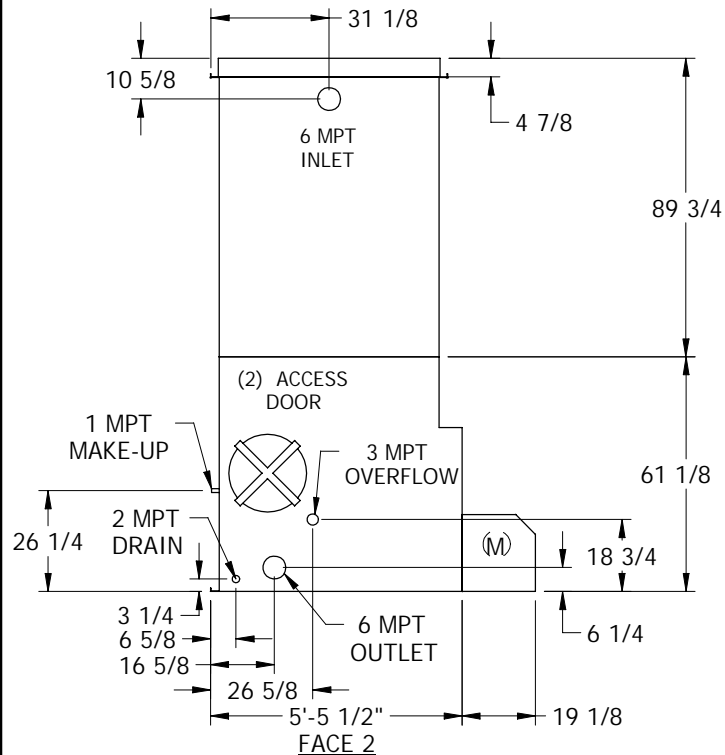 31 1/8
10 5/8
4 7/8
6 MPT
INLET
89 3/4
(2) ACCESS
DOOR
1 MPT
MAKE-UP
3 MPT
OVERFLOW
61 1/8
2 MPT
DRAIN
26 1/4
(M)
18 3/4
3 1/4
6 5/8
16 5/8
6 MPT
OUTLET
6 1/4
26 5/8
5'-5 1/2"
19 1/8
FACE 2